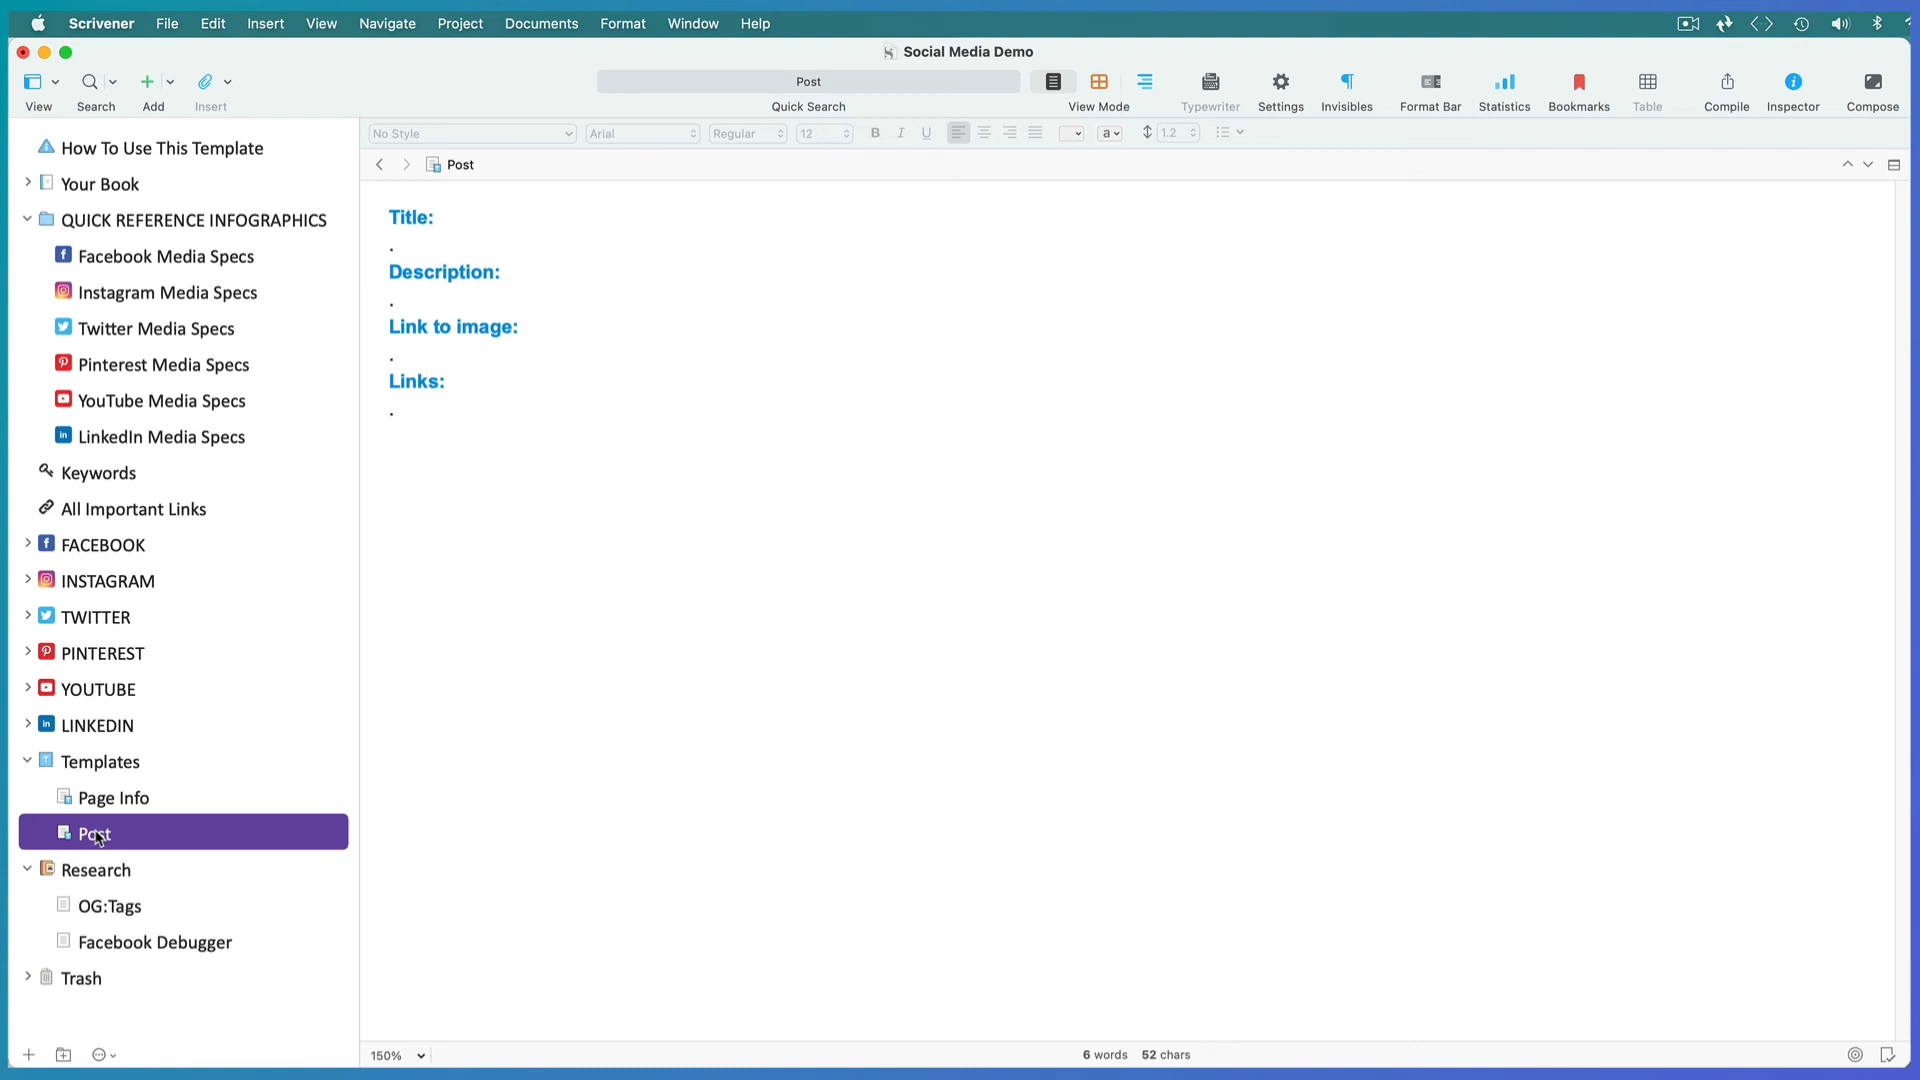 Scrivener File Edit Insert View Navigate Project Documents Format Window Help
Social Media Demo
Post
View Search Add Insert Quick Search View Mode Typewriter Settings Invisibles Format Bar Statistics Bookmarks Table Compile Inspector Compose
No Style Arial Regular 12 B I U a 1.2
Post
How To Use This Template
Your Book
QUICK REFERENCE INFOGRAPHICS
Facebook Media Specs
Instagram Media Specs
Twitter Media Specs
Pinterest Media Specs
YouTube Media Specs
LinkedIn Media Specs
Keywords
All Important Links
FACEBOOK
INSTAGRAM
TWITTER
PINTEREST
YOUTUBE
LINKEDIN
Templates
Page Info
Post
Research
OG:Tags
Facebook Debugger
Trash
Title:
.
Description:
.
Link to image:
.
Links:
.
150% 6 words 52 chars